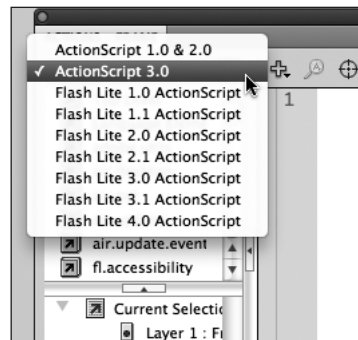 ActionScript 1.0 & 2.0
✓ ActionScript 3.0
1
Flash Lite 1.0 ActionScript
Flash Lite 1.1 ActionScript
Flash Lite 2.0 ActionScript
Flash Lite 2.1 ActionScript
Flash Lite 3.0 ActionScript
Flash Lite 3.1 ActionScript
Flash Lite 4.0 ActionScript
air.update.event
fl.accessibility
Current Selectio
Layer 1 : Fr